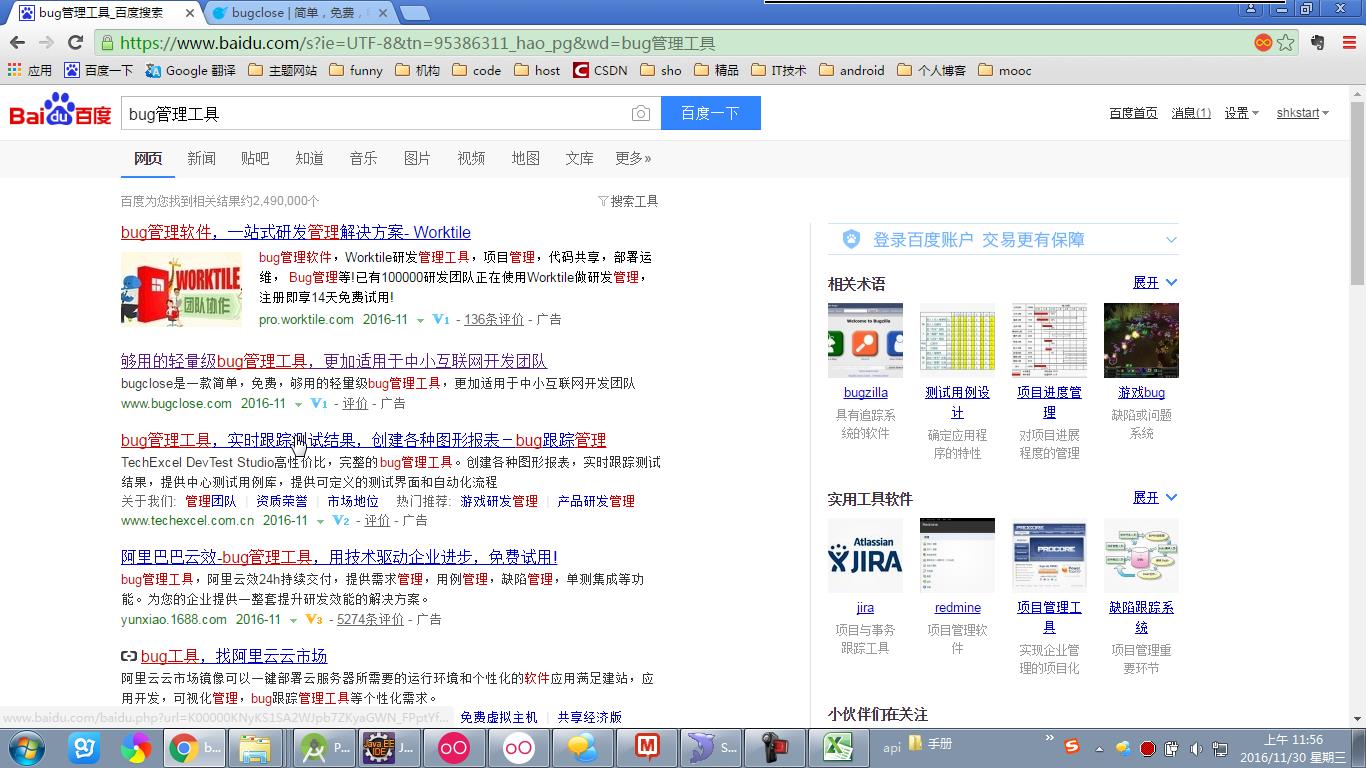 bug管理工具_百度搜索
bugclose | 简单，免费，
https://www.baidu.com/s?ie=UTF-8&tn=95386311_hao_pg&wd=bug管理工具
应用 百度一下 Google 翻译 主题网站 funny 机构 code host CSDN sho 精品 IT技术 android 个人博客 mooc
Bai du 百度
bug管理工具
百度一下
百度首页 消息(1) 设置 shkstart
网页 新闻 贴吧 知道 音乐 图片 视频 地图 文库 更多»
百度为您找到相关结果约2,490,000个
搜索工具
bug管理软件，一站式研发管理解决方案- Worktile
WORKTILE
团队协作
bug管理软件，Worktile研发管理工具，项目管理，代码共享，部署运
维， Bug管理等!已有100000研发团队正在使用Worktile做研发管理，
注册即享14天免费试用!
pro.worktile.com 2016-11 V1 - 136条评价 - 广告
够用的轻量级bug管理工具，更加适用于中小互联网开发团队
bugclose是一款简单，免费，够用的轻量级bug管理工具，更加适用于中小互联网开发团队
www.bugclose.com 2016-11 V1 - 评价 - 广告
bug管理工具，实时跟踪测试结果，创建各种图形报表－bug跟踪管理
TechExcel DevTest Studio高性价比，完整的bug管理工具。创建各种图形报表，实时跟踪测试
结果，提供中心测试用例库，提供可定义的测试界面和自动化流程
关于我们: 管理团队 | 资质荣誉 | 市场地位 热门推荐: 游戏研发管理 | 产品研发管理
www.techexcel.com.cn 2016-11 V2 - 评价 - 广告
阿里巴巴云效-bug管理工具，用技术驱动企业进步，免费试用!
bug管理工具，阿里云效24h持续交付，提供需求管理，用例管理，缺陷管理，单测集成等功
能。为您的企业提供一整套提升研发效能的解决方案。
yunxiao.1688.com 2016-11 V3 - 5274条评价 - 广告
bug工具，找阿里云云市场
阿里云云市场镜像可以一键部署云服务器所需要的运行环境和个性化的软件应用满足建站，应
用开发，可视化管理，bug跟踪管理工具等个性化需求。
免费虚拟主机 | 共享经济版
www.baidu.com/baidu.php?url=K00000KNyKS1SA2WJpb7ZKyaGWN_FPptYf...
登录百度账户 交易更有保障
相关术语 展开
Welcome to Bugzilla
bugzilla 测试用例设 项目进度管 游戏bug
计 理
具有追踪系 确定应用程 对项目进展 缺陷或问题
统的软件 序的特性 程度的管理 系统
实用工具软件 展开
Atlassian
JIRA
PROCORE
jira redmine 项目管理工 缺陷跟踪系
具 统
项目与事务 项目管理软 实现企业管 项目管理重
跟踪工具 件 理的项目化 要环节
小伙伴们在关注
b... P... J... S... api 手册
Java EE
IDE
上午 11:56
2016/11/30 星期三